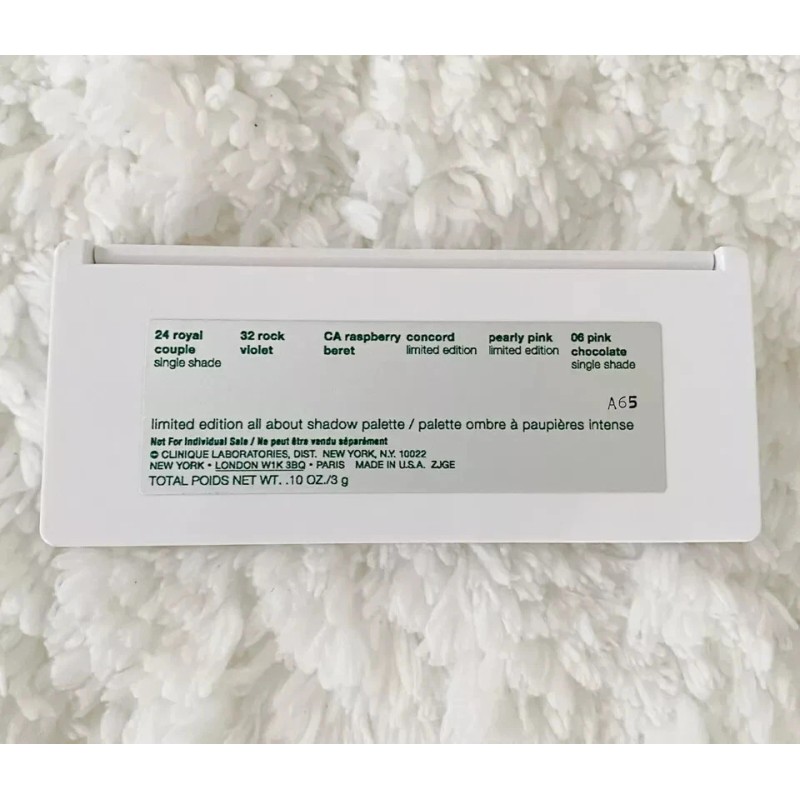 24 royal couple single shade
32 rock violet
CA raspberry beret
concord limited edition
pearly pink limited edition
06 pink chocolate single shade
A65
limited edition all about shadow palette / palette ombre à paupières intense
Not For Individual Sale / Ne peut être vendu séparément
CLINIQUE LABORATORIES, DIST. NEW YORK, N.Y. 10022
NEW YORK • LONDON W1K 3BQ • PARIS MADE IN U.S.A. ZJGE
TOTAL POIDS NET WT. .10 OZ./3 g